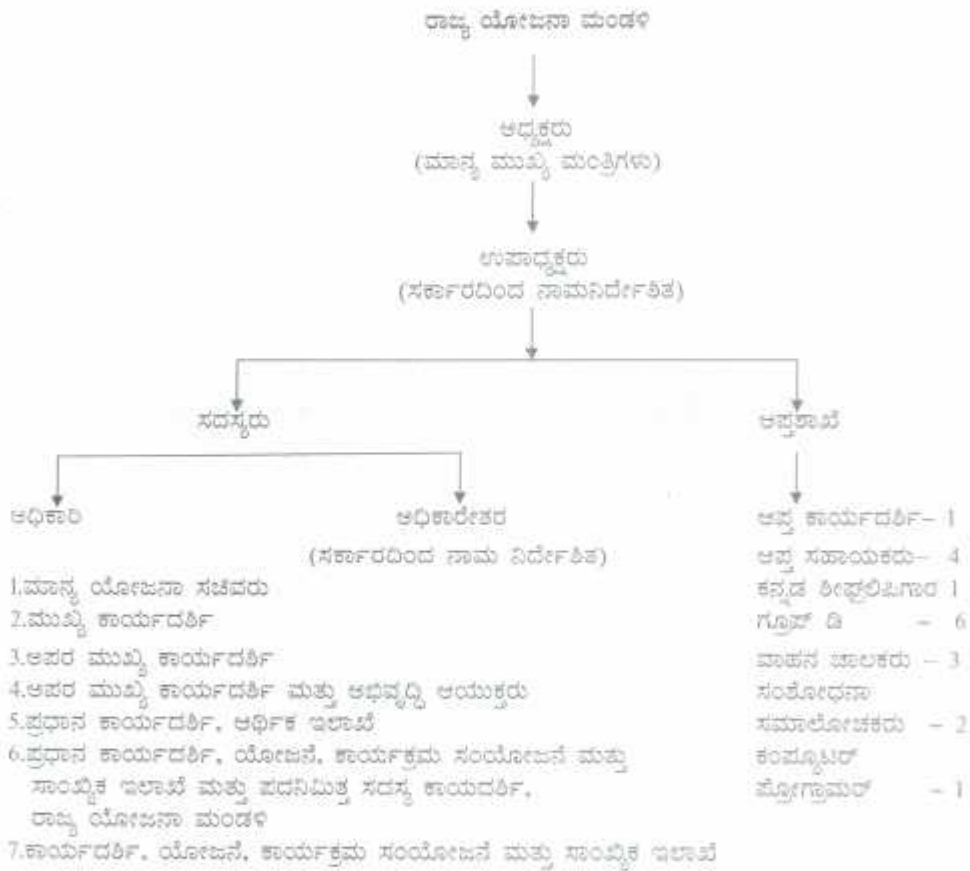 ರಾಜ್ಯ ಯೋಜನಾ ಮಂಡಳಿ
ಅಧ್ಯಕ್ಷರು
(ಮಾನ್ಯ ಮುಖ್ಯ ಮಂತ್ರಿಗಳು)
ಉಪಾಧ್ಯಕ್ಷರು
(ಸರ್ಕಾರದಿಂದ ನಾಮನಿರ್ದೇಶಿತ)
ಸದಸ್ಯರು
ಆಪ್ತಶಾಖೆ
ಅಧಿಕಾರಿ
ಅಧಿಕಾರೇತರ
(ಸರ್ಕಾರದಿಂದ ನಾಮ ನಿರ್ದೇಶಿತ)
1.ಮಾನ್ಯ ಯೋಜನಾ ಸಚಿವರು
2.ಮುಖ್ಯ ಕಾರ್ಯದರ್ಶಿ
3.ಅಪರ ಮುಖ್ಯ ಕಾರ್ಯದರ್ಶಿ
4.ಅಪರ ಮುಖ್ಯ ಕಾರ್ಯದರ್ಶಿ ಮತ್ತು ಅಭಿವೃದ್ಧಿ ಆಯುಕ್ತರು
5.ಪ್ರಧಾನ ಕಾರ್ಯದರ್ಶಿ, ಆರ್ಥಿಕ ಇಲಾಖೆ
6.ಪ್ರಧಾನ ಕಾರ್ಯದರ್ಶಿ, ಯೋಜನೆ, ಕಾರ್ಯಕ್ರಮ ಸಂಯೋಜನೆ ಮತ್ತು
ಸಾಂಖ್ಯಿಕ ಇಲಾಖೆ ಮತ್ತು ಪದನಿಮಿತ್ತ ಸದಸ್ಯ ಕಾಯದರ್ಶಿ,
ರಾಜ್ಯ ಯೋಜನಾ ಮಂಡಳಿ
7.ಕಾರ್ಯದರ್ಶಿ, ಯೋಜನೆ, ಕಾರ್ಯಕ್ರಮ ಸಂಯೋಜನೆ ಮತ್ತು ಸಾಂಖ್ಯಿಕ ಇಲಾಖೆ
ಆಪ್ತ ಕಾರ್ಯದರ್ಶಿ– 1
ಆಪ್ತ ಸಹಾಯಕರು– 4
ಕನ್ನಡ ಶೀಘ್ರಲಿಪಿಗಾರ 1
ಗ್ರೂಪ್ ಡಿ – 6
ವಾಹನ ಚಾಲಕರು – 3
ಸಂಶೋಧನಾ
ಸಮಾಲೋಚಕರು – 2
ಕಂಪ್ಯೂಟರ್
ಪ್ರೋಗ್ರಾಮರ್ – 1